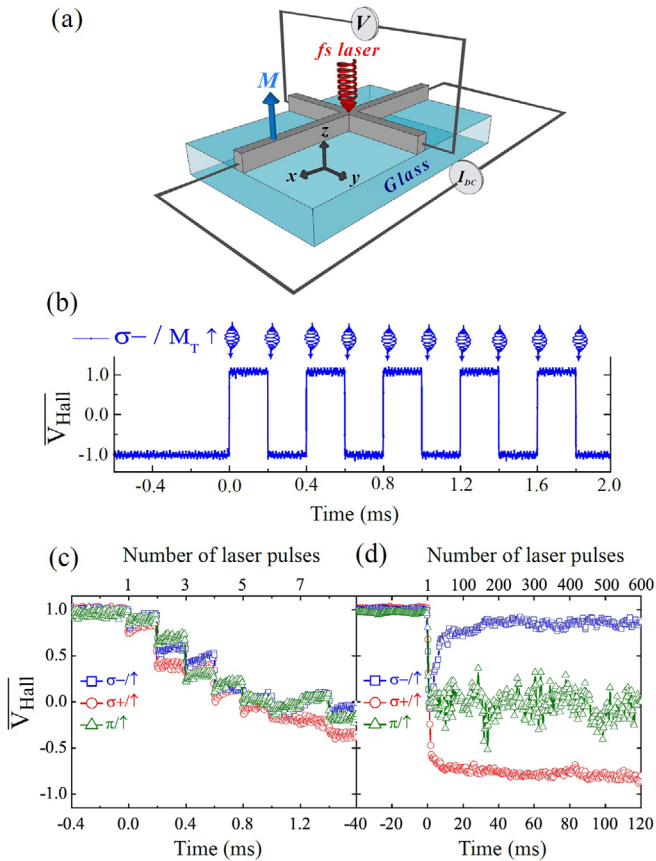 (a)
V
fs laser
M
z
x
y
Glass
I_DC
(b)
σ− / M_T ↑
V̅_Hall
1.0
0.0
-1.0
-0.4 0.0 0.4 0.8 1.2 1.6 2.0
Time (ms)
(c) Number of laser pulses
1 3 5 7
V̅_Hall
1.0
0.5
0.0
-0.5
-1.0
σ−/↑
σ+/↑
π/↑
-0.4 0.0 0.4 0.8 1.2
Time (ms)
(d) Number of laser pulses
1 100 200 300 400 500 600
σ−/↑
σ+/↑
π/↑
-40 -20 0 20 40 60 80 100 120
Time (ms)